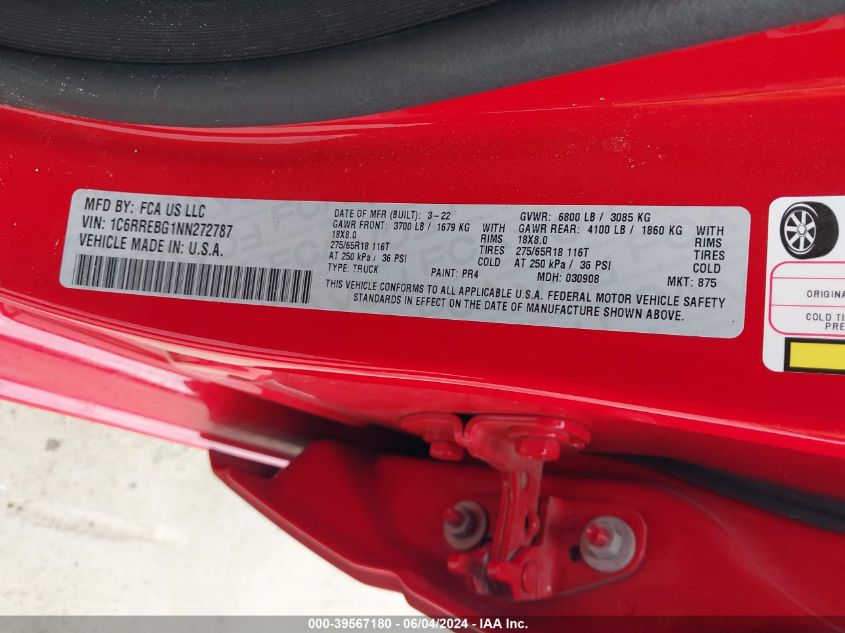 MFD BY: FCA US LLC
VIN: 1C6RREBG1NN272787
VEHICLE MADE IN U.S.A.
DATE OF MFR (BUILT): 3-22
GVWR: 6800 LB / 3085 KG
GAWR FRONT: 3700 LB / 1679 KG
GAWR REAR: 4100 LB / 1860 KG
18X8.0 RIMS 18X8.0 RIMS
275/65R18 116T TIRES 275/65R18 116T TIRES
AT 250 kPa / 36 PSI COLD AT 250 kPa / 36 PSI COLD
TYPE: TRUCK PAINT: PR4 MDH: 030908 MKT: 875
THIS VEHICLE CONFORMS TO ALL APPLICABLE U.S.A. FEDERAL MOTOR VEHICLE SAFETY
STANDARDS IN EFFECT ON THE DATE OF MANUFACTURE SHOWN ABOVE.
ORIGINA
COLD TI
PRE
000-39567180 - 06/04/2024 - IAA Inc.